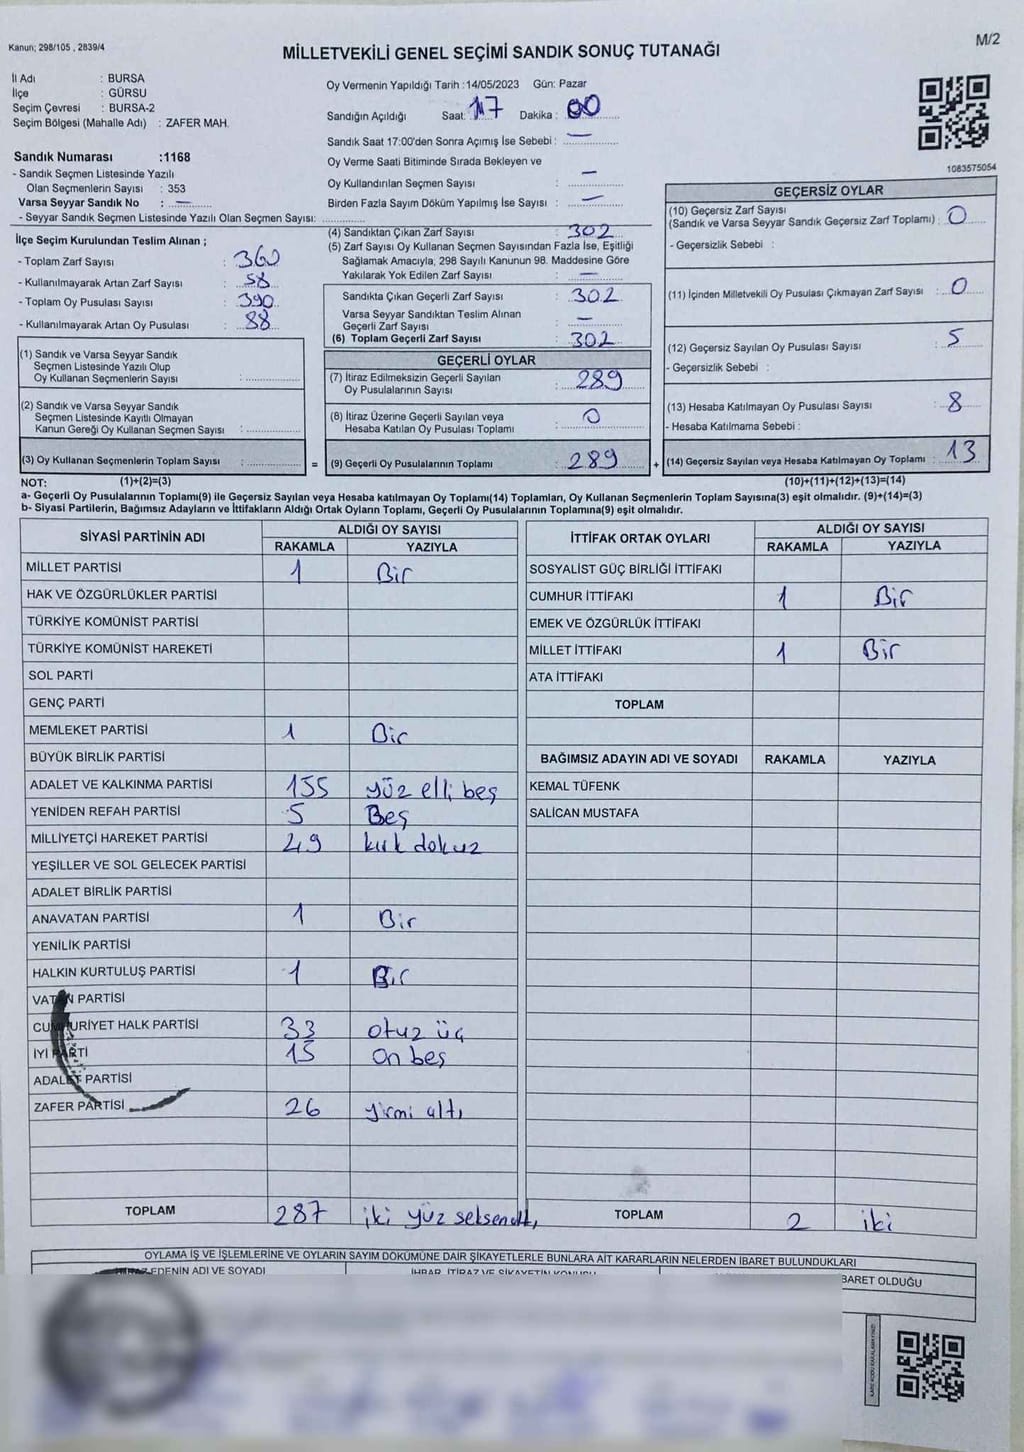 Kanun; 298/105 , 2839/4
M/2
MİLLETVEKİLİ GENEL SEÇİMİ SANDIK SONUÇ TUTANAĞI
İl Adı : BURSA
İlçe : GÜRSU
Seçim Çevresi : BURSA-2
Seçim Bölgesi (Mahalle Adı) : ZAFER MAH.
Sandık Numarası :1168
- Sandık Seçmen Listesinde Yazılı
Olan Seçmenlerin Sayısı : 353
Varsa Seyyar Sandık No : —
- Seyyar Sandık Seçmen Listesinde Yazılı Olan Seçmen Sayısı:
İlçe Seçim Kurulundan Teslim Alınan ;
- Toplam Zarf Sayısı : 360
- Kullanılmayarak Artan Zarf Sayısı : 58
- Toplam Oy Pusulası Sayısı : 390
- Kullanılmayarak Artan Oy Pusulası : 88
(1) Sandık ve Varsa Seyyar Sandık
Seçmen Listesinde Yazılı Olup
Oy Kullanan Seçmenlerin Sayısı :
(2) Sandık ve Varsa Seyyar Sandık
Seçmen Listesinde Kayıtlı Olmayan
Kanun Gereği Oy Kullanan Seçmen Sayısı :
(3) Oy Kullanan Seçmenlerin Toplam Sayısı :
Oy Vermenin Yapıldığı Tarih :14/05/2023 Gün: Pazar
Sandığın Açıldığı Saat: 17 Dakika : 00
Sandık Saat 17:00'den Sonra Açımış İse Sebebi : —
Oy Verme Saati Bitiminde Sırada Bekleyen ve
Oy Kullandırılan Seçmen Sayısı : —
Birden Fazla Sayım Döküm Yapılmış İse Sayısı : —
(4) Sandıktan Çıkan Zarf Sayısı : 302
(5) Zarf Sayısı Oy Kullanan Seçmen Sayısından Fazla İse, Eşitliği
Sağlamak Amacıyla, 298 Sayılı Kanunun 98. Maddesine Göre
Yakılarak Yok Edilen Zarf Sayısı : —
Sandıkta Çıkan Geçerli Zarf Sayısı : 302
Varsa Seyyar Sandıktan Teslim Alınan
Geçerli Zarf Sayısı : —
(6) Toplam Geçerli Zarf Sayısı : 302
GEÇERLİ OYLAR
(7) İtiraz Edilmeksizin Geçerli Sayılan
Oy Pusulalarının Sayısı : 289
(8) İtiraz Üzerine Geçerli Sayılan veya
Hesaba Katılan Oy Pusulası Toplamı : 0
= (9) Geçerli Oy Pusulalarının Toplamı : 289
1083575054
GEÇERSİZ OYLAR
(10) Geçersiz Zarf Sayısı
(Sandık ve Varsa Seyyar Sandık Geçersiz Zarf Toplamı) : 0
- Geçersizlik Sebebi :
(11) İçinden Milletvekili Oy Pusulası Çıkmayan Zarf Sayısı : 0
(12) Geçersiz Sayılan Oy Pusulası Sayısı : 5
- Geçersizlik Sebebi :
(13) Hesaba Katılmayan Oy Pusulası Sayısı : 8
- Hesaba Katılmama Sebebi :
+ (14) Geçersiz Sayılan veya Hesaba Katılmayan Oy Toplamı : 13
NOT: (1)+(2)=(3) (10)+(11)+(12)+(13)=(14)
a- Geçerli Oy Pusulalarının Toplamı(9) ile Geçersiz Sayılan veya Hesaba katılmayan Oy Toplamı(14) Toplamları, Oy Kullanan Seçmenlerin Toplam Sayısına(3) eşit olmalıdır. (9)+(14)=(3)
b- Siyasi Partilerin, Bağımsız Adayların ve İttifakların Aldığı Ortak Oyların Toplamı, Geçerli Oy Pusulalarının Toplamına(9) eşit olmalıdır.
SİYASİ PARTİNİN ADI ALDIĞI OY SAYISI
RAKAMLA YAZIYLA
MİLLET PARTİSİ 1 Bir
HAK VE ÖZGÜRLÜKLER PARTİSİ
TÜRKİYE KOMÜNİST PARTİSİ
TÜRKİYE KOMÜNİST HAREKETİ
SOL PARTİ
GENÇ PARTİ
MEMLEKET PARTİSİ 1 Bir
BÜYÜK BİRLİK PARTİSİ
ADALET VE KALKINMA PARTİSİ 155 yüz elli beş
YENİDEN REFAH PARTİSİ 5 Beş
MİLLİYETÇİ HAREKET PARTİSİ 49 kırk dokuz
YEŞİLLER VE SOL GELECEK PARTİSİ
ADALET BİRLİK PARTİSİ
ANAVATAN PARTİSİ 1 Bir
YENİLİK PARTİSİ
HALKIN KURTULUŞ PARTİSİ 1 Bir
VATAN PARTİSİ
CUMHURİYET HALK PARTİSİ 33 otuz üç
İYİ PARTİ 15 on beş
ADALET PARTİSİ
ZAFER PARTİSİ 26 yirmi altı
TOPLAM 287 iki yüz seksen
İTTİFAK ORTAK OYLARI ALDIĞI OY SAYISI
RAKAMLA YAZIYLA
SOSYALİST GÜÇ BİRLİĞİ İTTİFAKI
CUMHUR İTTİFAKI 1 Bir
EMEK VE ÖZGÜRLÜK İTTİFAKI
MİLLET İTTİFAKI 1 Bir
ATA İTTİFAKI
TOPLAM
BAĞIMSIZ ADAYIN ADI VE SOYADI RAKAMLA YAZIYLA
KEMAL TÜFENK
SALİCAN MUSTAFA
TOPLAM 2 iki
OYLAMA İŞ VE İŞLEMLERİNE VE OYLARIN SAYIM DÖKÜMÜNE DAİR ŞİKAYETLERLE BUNLARA AİT KARARLARIN NELERDEN İBARET BULUNDUKLARI
EDENİN ADI VE SOYADI İHBAR, İTİRAZ VE ŞİKAYETİN KONUSU BARET OLDUĞU